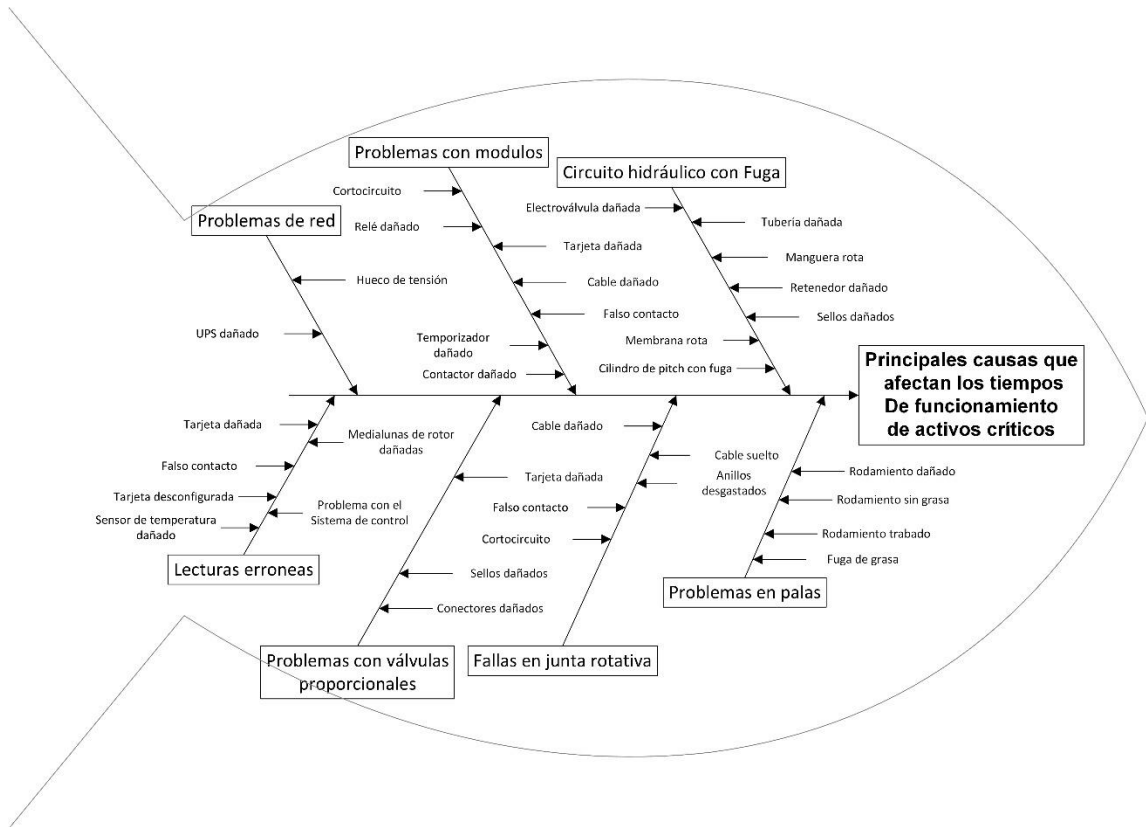 Problemas con modulos
Circuito hidráulico con Fuga
Problemas de red
Cortocircuito
Relé dañado
Tarjeta dañada
Cable dañado
Falso contacto
Temporizador
dañado
Contactor dañado
Electroválvula dañada
Tubería dañada
Manguera rota
Retenedor dañado
Sellos dañados
Membrana rota
Cilindro de pitch con fuga
Hueco de tensión
UPS dañado
Principales causas que
afectan los tiempos
De funcionamiento
de activos críticos
Tarjeta dañada
Medialunas de rotor
dañadas
Falso contacto
Tarjeta desconfigurada
Problema con el
Sistema de control
Sensor de temperatura
dañado
Lecturas erroneas
Tarjeta dañada
Sellos dañados
Conectores dañados
Problemas con válvulas
proporcionales
Cable dañado
Cable suelto
Anillos
desgastados
Falso contacto
Cortocircuito
Fallas en junta rotativa
Rodamiento dañado
Rodamiento sin grasa
Rodamiento trabado
Fuga de grasa
Problemas en palas